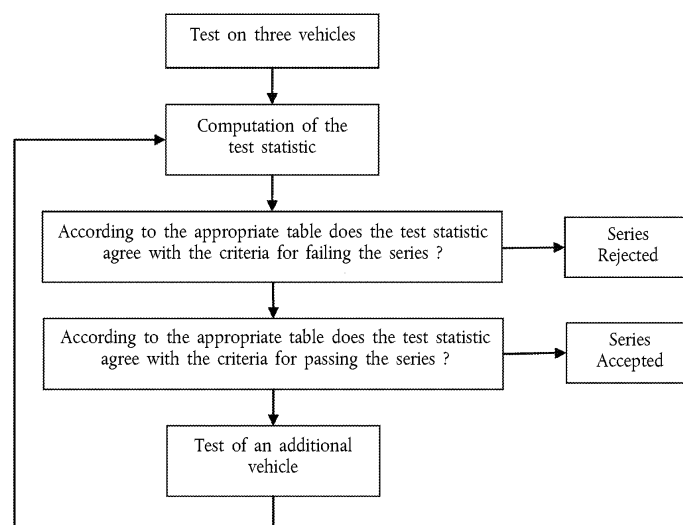 Test on three vehicles
Computation of the
test statistic
According to the appropriate table does the test statistic
agree with the criteria for failing the series ?
Series
Rejected
According to the appropriate table does the test statistic
agree with the criteria for passing the series ?
Series
Accepted
Test of an additional
vehicle